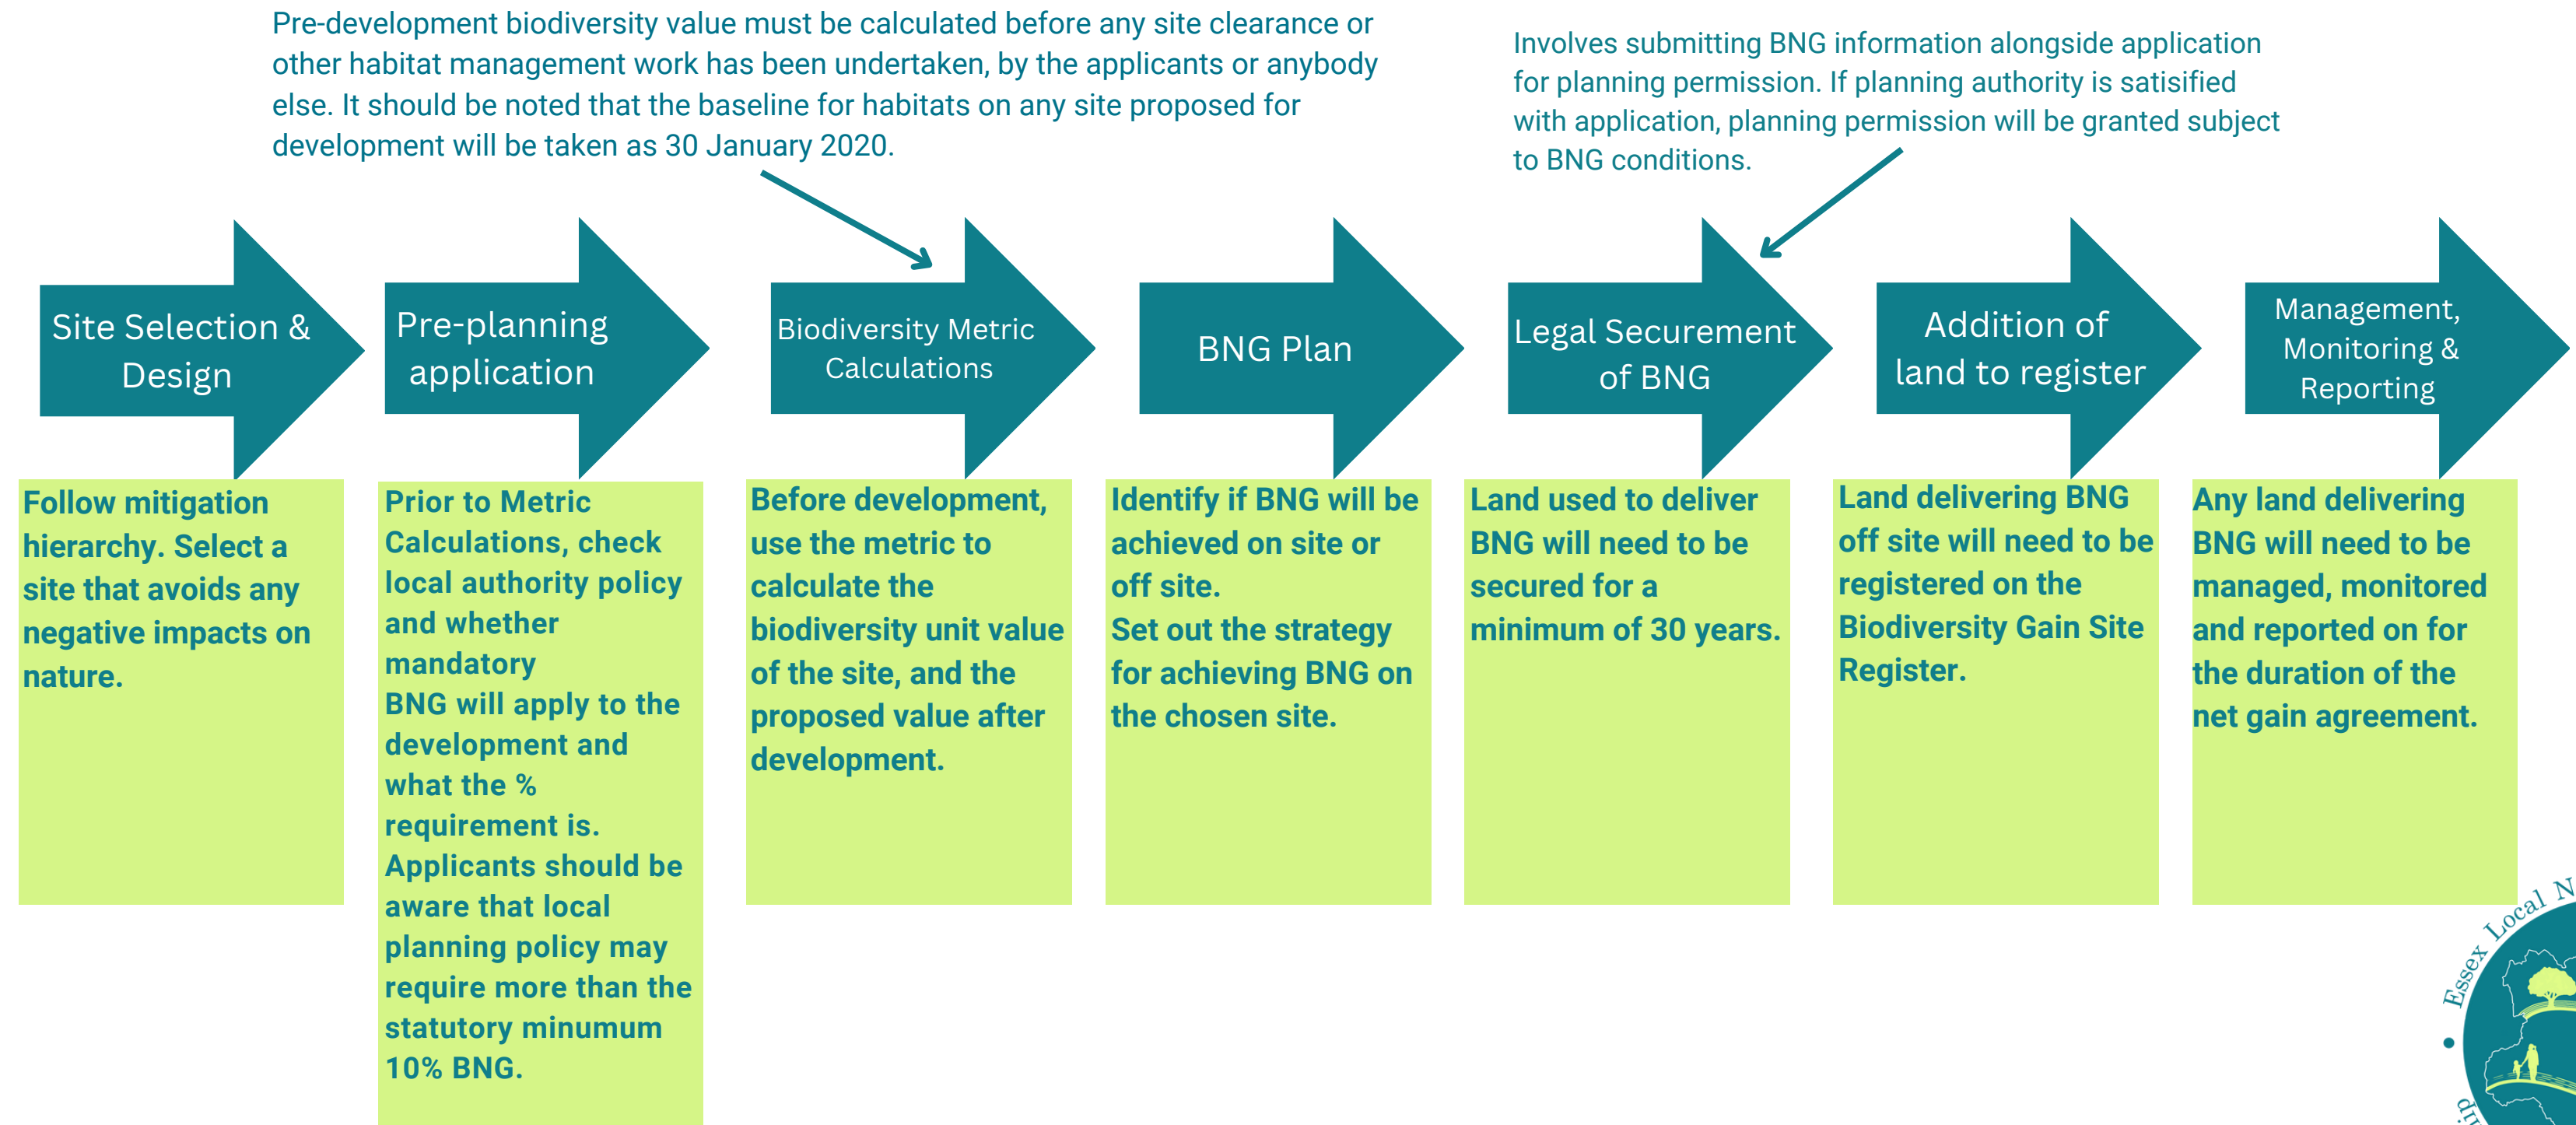 Pre-development biodiversity value must be calculated before any site clearance or
other habitat management work has been undertaken, by the applicants or anybody
else. It should be noted that the baseline for habitats on any site proposed for
development will be taken as 30 January 2020.
Involves submitting BNG information alongside application
for planning permission. If planning authority is satisified
with application, planning permission will be granted subject
to BNG conditions.
Site Selection &
Design
Pre-planning
application
Biodiversity Metric
Calculations
BNG Plan
Legal Securement
of BNG
Addition of
land to register
Management,
Monitoring &
Reporting
Follow mitigation
hierarchy. Select a
site that avoids any
negative impacts on
nature.
Prior to Metric
Calculations, check
local authority policy
and whether
mandatory
BNG will apply to the
development and
what the %
requirement is.
Applicants should be
aware that local
planning policy may
require more than the
statutory minumum
10% BNG.
Before development,
use the metric to
calculate the
biodiversity unit value
of the site, and the
proposed value after
development.
Identify if BNG will be
achieved on site or
off site.
Set out the strategy
for achieving BNG on
the chosen site.
Land used to deliver
BNG will need to be
secured for a
minimum of 30 years.
Land delivering BNG
off site will need to be
registered on the
Biodiversity Gain Site
Register.
Any land delivering
BNG will need to be
managed, monitored
and reported on for
the duration of the
net gain agreement.
Essex Local